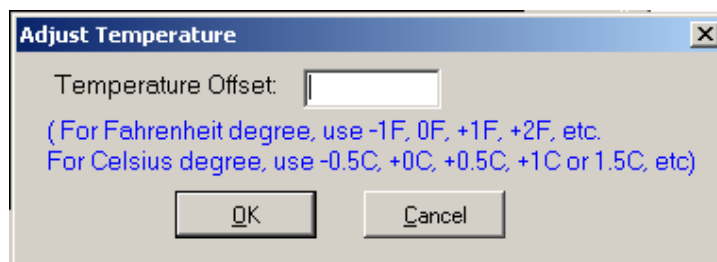 Adjust Temperature
Temperature Offset:
( For Fahrenheit degree, use -1F, 0F, +1F, +2F, etc.
For Celsius degree, use -0.5C, +0C, +0.5C, +1C or 1.5C, etc)
OK Cancel